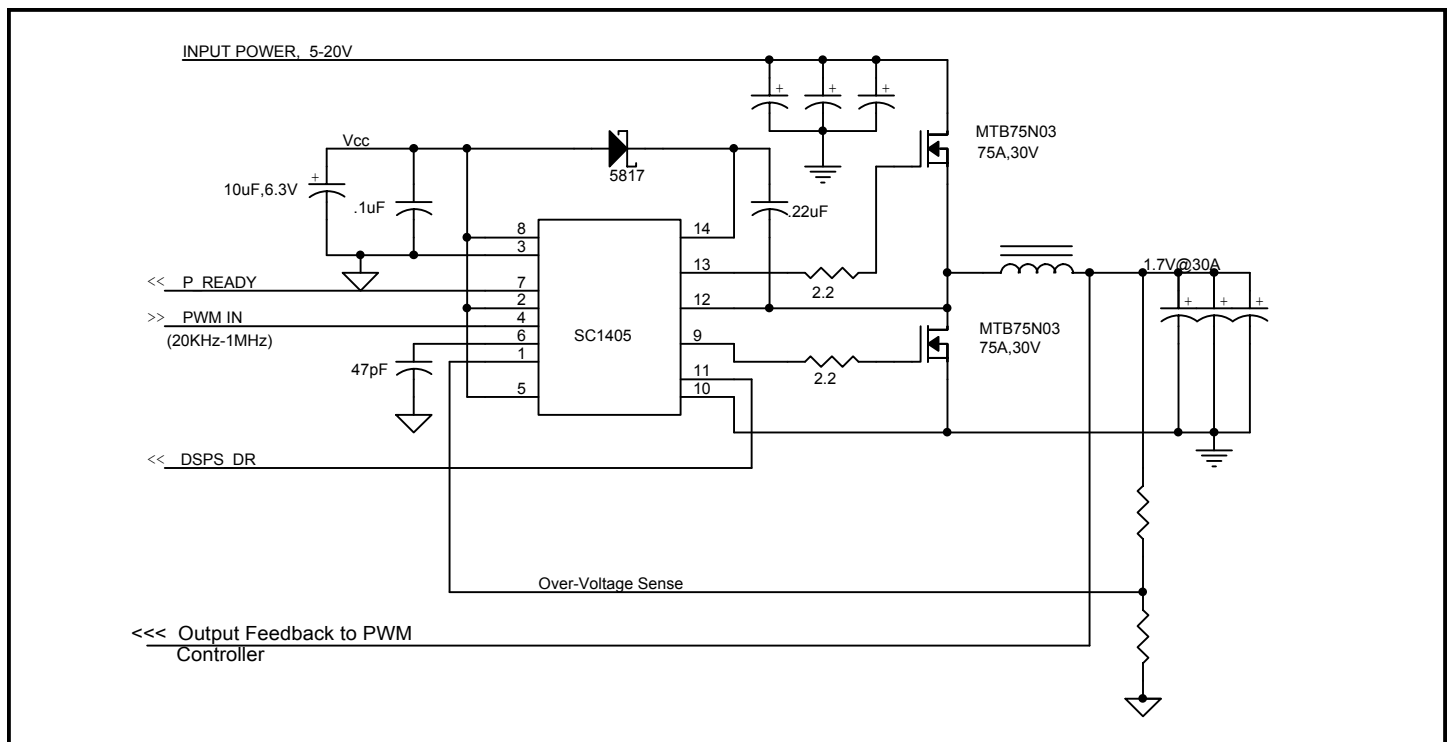 INPUT POWER, 5-20V
+ + +
MTB75N03
75A,30V
Vcc
5817
+
10uF,6.3V
.1uF
.22uF
8
14
3
<< P_READY
7
13
2.2
1.7V@30A
2
12
>> PWM IN
4
(20KHz-1MHz)
SC1405
+ + +
MTB75N03
75A,30V
6
9
47pF
1
11
2.2
5
10
<< DSPS_DR
Over-Voltage Sense
<<< Output Feedback to PWM
Controller